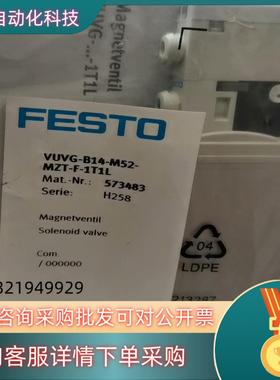 自动化科技
Magnetventil
VUVG-...-1T1L
FESTO
VUVG-B14-M52-
MZT-F-1T1L
Mat.-Nr.: 573483
Serie: H258
Magnetventil
Solenoid valve
Com.
/ 000000
04
LDPE
321949929
咨询采购批发可对公开票
客服详情下单采购